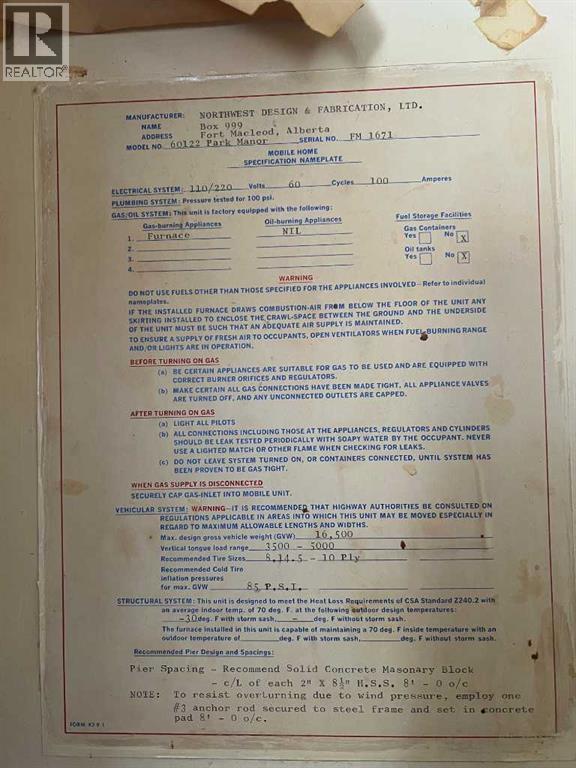 REALTOR®
MANUFACTURER: NORTHWEST DESIGN & FABRICATION, LTD.
NAME Box 999
ADDRESS Fort Macleod, Alberta
MODEL NO. 60122 Park Manor SERIAL NO. FM 1671
MOBILE HOME
SPECIFICATION NAMEPLATE
ELECTRICAL SYSTEM: 110/220 Volts 60 Cycles 100 Amperes
PLUMBING SYSTEM: Pressure tested for 100 psi.
GAS/OIL SYSTEM: This unit is factory equipped with the following:
Gas-burning Appliances Oil-burning Appliances Fuel Storage Facilities
1. Furnace NIL Gas Containers
2. Yes No X
3. Oil tanks
4. Yes No X
WARNING
DO NOT USE FUELS OTHER THAN THOSE SPECIFIED FOR THE APPLIANCES INVOLVED—Refer to individual
nameplates.
IF THE INSTALLED FURNACE DRAWS COMBUSTION-AIR FROM BELOW THE FLOOR OF THE UNIT ANY
SKIRTING INSTALLED TO ENCLOSE THE CRAWL-SPACE BETWEEN THE GROUND AND THE UNDERSIDE
OF THE UNIT MUST BE SUCH THAT AN ADEQUATE AIR SUPPLY IS MAINTAINED.
TO ENSURE A SUPPLY OF FRESH AIR TO OCCUPANTS, OPEN VENTILATORS WHEN FUEL-BURNING RANGE
AND/OR LIGHTS ARE IN OPERATION.
BEFORE TURNING ON GAS
(a) BE CERTAIN APPLIANCES ARE SUITABLE FOR GAS TO BE USED AND ARE EQUIPPED WITH
CORRECT BURNER ORIFICES AND REGULATORS.
(b) MAKE CERTAIN ALL GAS CONNECTIONS HAVE BEEN MADE TIGHT, ALL APPLIANCE VALVES
ARE TURNED OFF, AND ANY UNCONNECTED OUTLETS ARE CAPPED.
AFTER TURNING ON GAS
(a) LIGHT ALL PILOTS
(b) ALL CONNECTIONS INCLUDING THOSE AT THE APPLIANCES, REGULATORS AND CYLINDERS
SHOULD BE LEAK TESTED PERIODICALLY WITH SOAPY WATER BY THE OCCUPANT. NEVER
USE A LIGHTED MATCH OR OTHER FLAME WHEN CHECKING FOR LEAKS.
(c) DO NOT LEAVE SYSTEM TURNED ON, OR CONTAINERS CONNECTED, UNTIL SYSTEM HAS
BEEN PROVEN TO BE GAS TIGHT.
WHEN GAS SUPPLY IS DISCONNECTED
SECURELY CAP GAS-INLET INTO MOBILE UNIT.
VEHICULAR SYSTEM: WARNING—IT IS RECOMMENDED THAT HIGHWAY AUTHORITIES BE CONSULTED ON
REGULATIONS APPLICABLE IN AREAS INTO WHICH THIS UNIT MAY BE MOVED ESPECIALLY IN
REGARD TO MAXIMUM ALLOWABLE LENGTHS AND WIDTHS.
Max. design gross vehicle weight (GVW) 16,500
Vertical tongue load range 3500 - 5000
Recommended Tire Sizes 8.14.5 - 10 Ply
Recommended Cold Tire
inflation pressures
for max. GVW 85 P.S.I.
STRUCTURAL SYSTEM: This unit is designed to meet the Heat Loss Requirements of CSA Standard Z240.2 with
an average indoor temp. of 70 deg. F. at the following outdoor design temperatures:
-30 deg. F with storm sash, - deg. F without storm sash.
The furnace installed in this unit is capable of maintaining a 70 deg. F inside temperature with an
outdoor temperature of deg. F with storm sash, deg. F without storm sash.
Recommended Pier Design and Spacings:
Pier Spacing - Recommend Solid Concrete Masonary Block
- c/L of each 2" X 8½" H.S.S. 8' - 0 o/c
NOTE: To resist overturning due to wind pressure, employ one
#3 anchor rod secured to steel frame and set in concrete
pad 8' - 0 o/c.